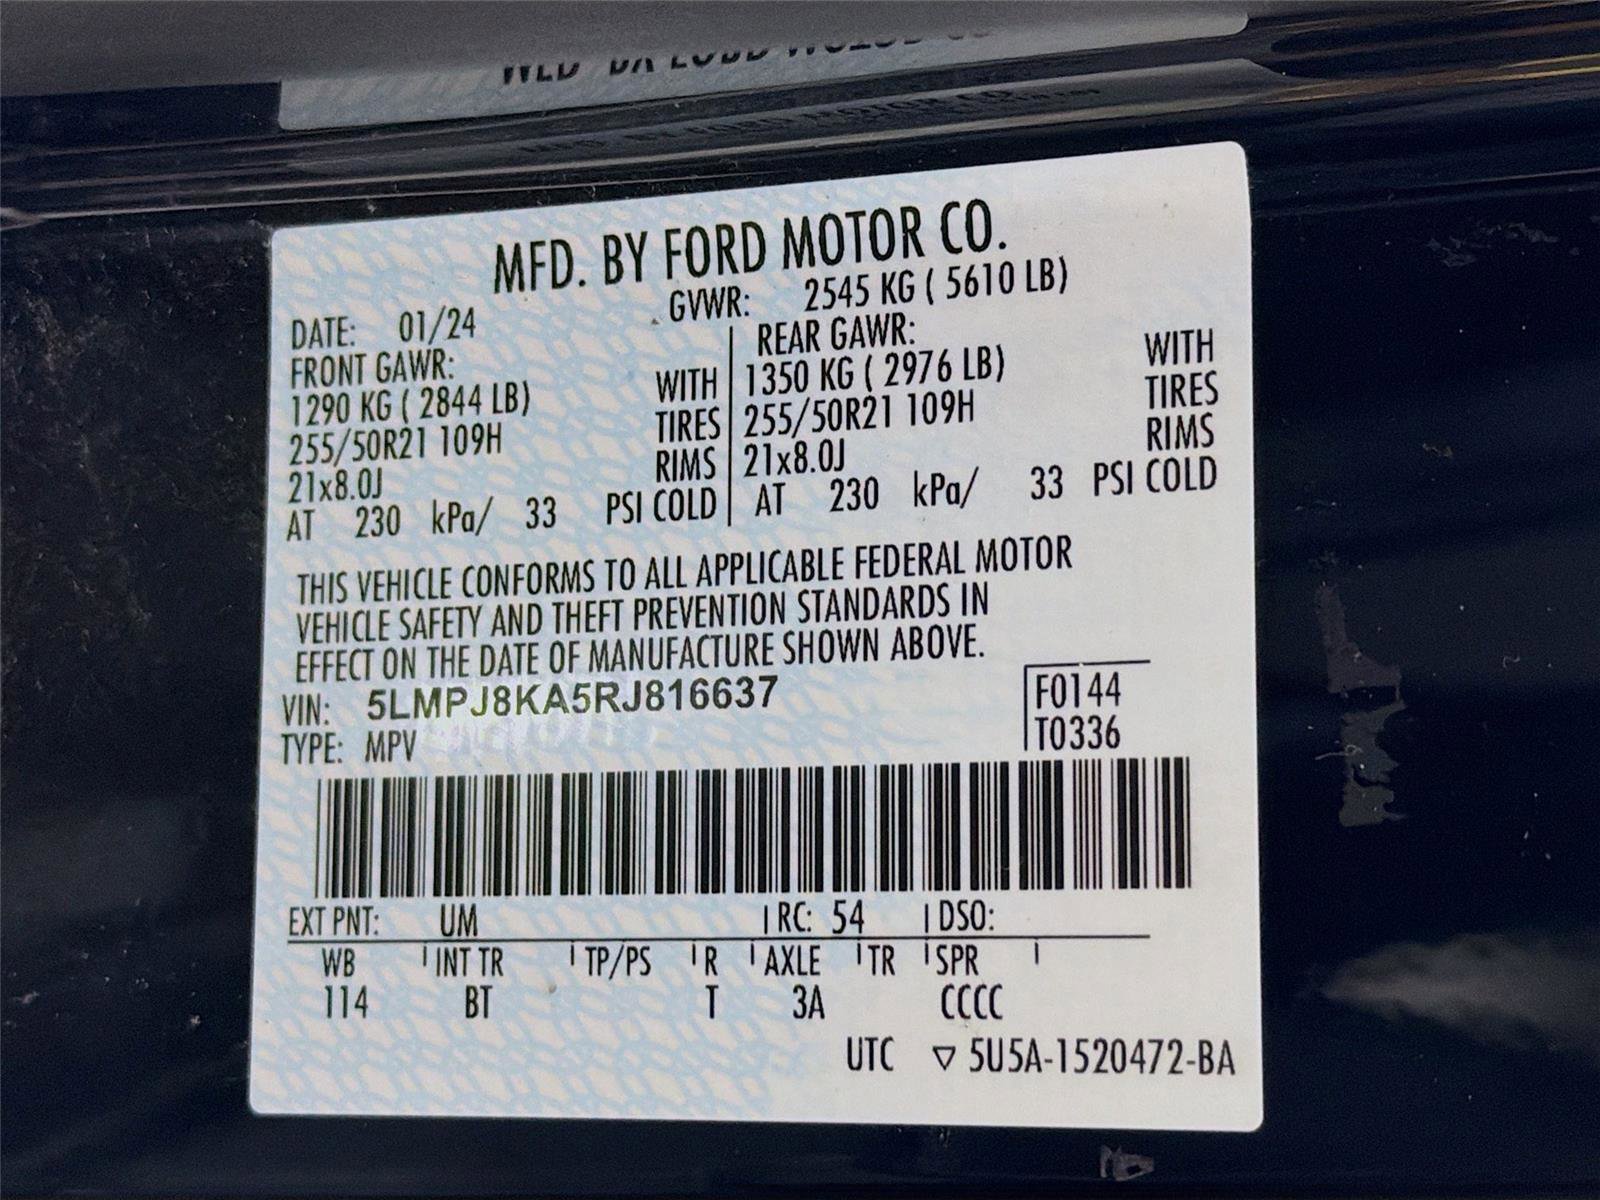 MFD. BY FORD MOTOR CO.
DATE: 01/24 GVWR: 2545 KG ( 5610 LB)
FRONT GAWR: REAR GAWR:
1290 KG ( 2844 LB) WITH 1350 KG ( 2976 LB) WITH
255/50R21 109H TIRES 255/50R21 109H TIRES
21x8.0J RIMS 21x8.0J RIMS
AT 230 kPa/ 33 PSI COLD AT 230 kPa/ 33 PSI COLD
THIS VEHICLE CONFORMS TO ALL APPLICABLE FEDERAL MOTOR
VEHICLE SAFETY AND THEFT PREVENTION STANDARDS IN
EFFECT ON THE DATE OF MANUFACTURE SHOWN ABOVE.
VIN: 5LMPJ8KA5RJ816637 F0144
TYPE: MPV T0336
EXT PNT: UM RC: 54 DSO:
WB INT TR TP/PS R AXLE TR SPR
114 BT T 3A CCCC
UTC ▽ 5U5A-1520472-BA